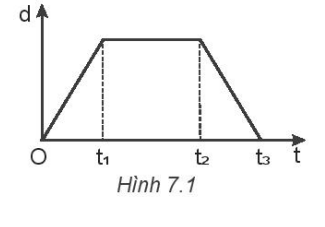 d
O t₁ t₂ t₃ t
Hình 7.1